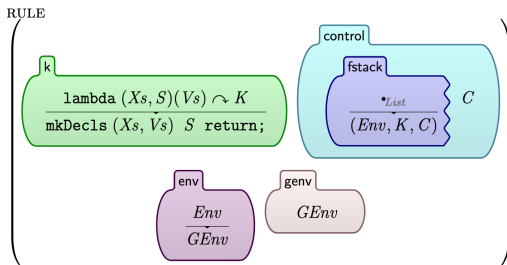 RULE
control
k
fstack
lambda (Xs, S)(Vs) ↷ K
mkDecls (Xs, Vs) S return;
•List
(Env, K, C)
C
env
genv
Env
GEnv
GEnv